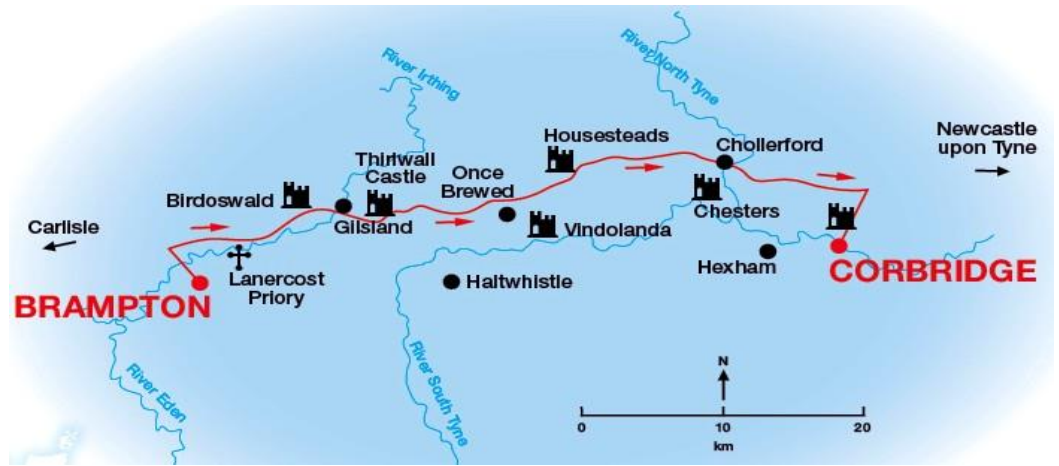 River Irthing
River North Tyne
Newcastle
upon Tyne
Housesteads
Chollerford
Thirlwall
Castle
Once
Brewed
Birdoswald
Carlisle
Gilsland
Vindolanda
Chesters
Lanercost
Priory
Haltwhistle
Hexham
CORBRIDGE
BRAMPTON
River Eden
River South Tyne
N
0
10
20
km